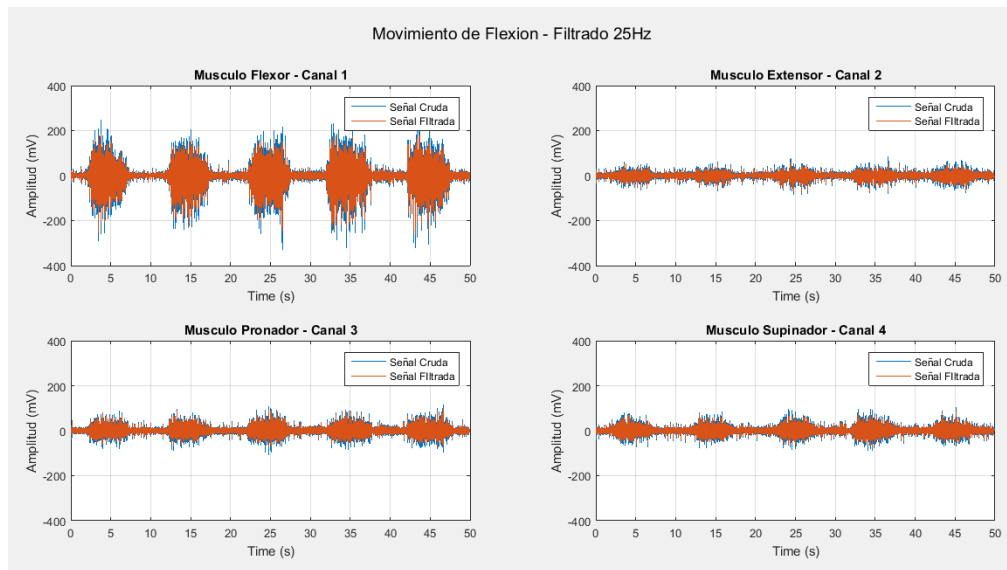 Movimiento de Flexion - Filtrado 25Hz
Musculo Flexor - Canal 1
400
200
0
-200
-400
Amplitud (mV)
Señal Cruda
Señal FIltrada
0 5 10 15 20 25 30 35 40 45 50
Time (s)
Musculo Extensor - Canal 2
400
200
0
-200
-400
Amplitud (mV)
Señal Cruda
Señal FIltrada
0 5 10 15 20 25 30 35 40 45 50
Time (s)
Musculo Pronador - Canal 3
400
200
0
-200
-400
Amplitud (mV)
Señal Cruda
Señal FIltrada
0 5 10 15 20 25 30 35 40 45 50
Time (s)
Musculo Supinador - Canal 4
400
200
0
-200
-400
Amplitud (mV)
Señal Cruda
Señal FIltrada
0 5 10 15 20 25 30 35 40 45 50
Time (s)